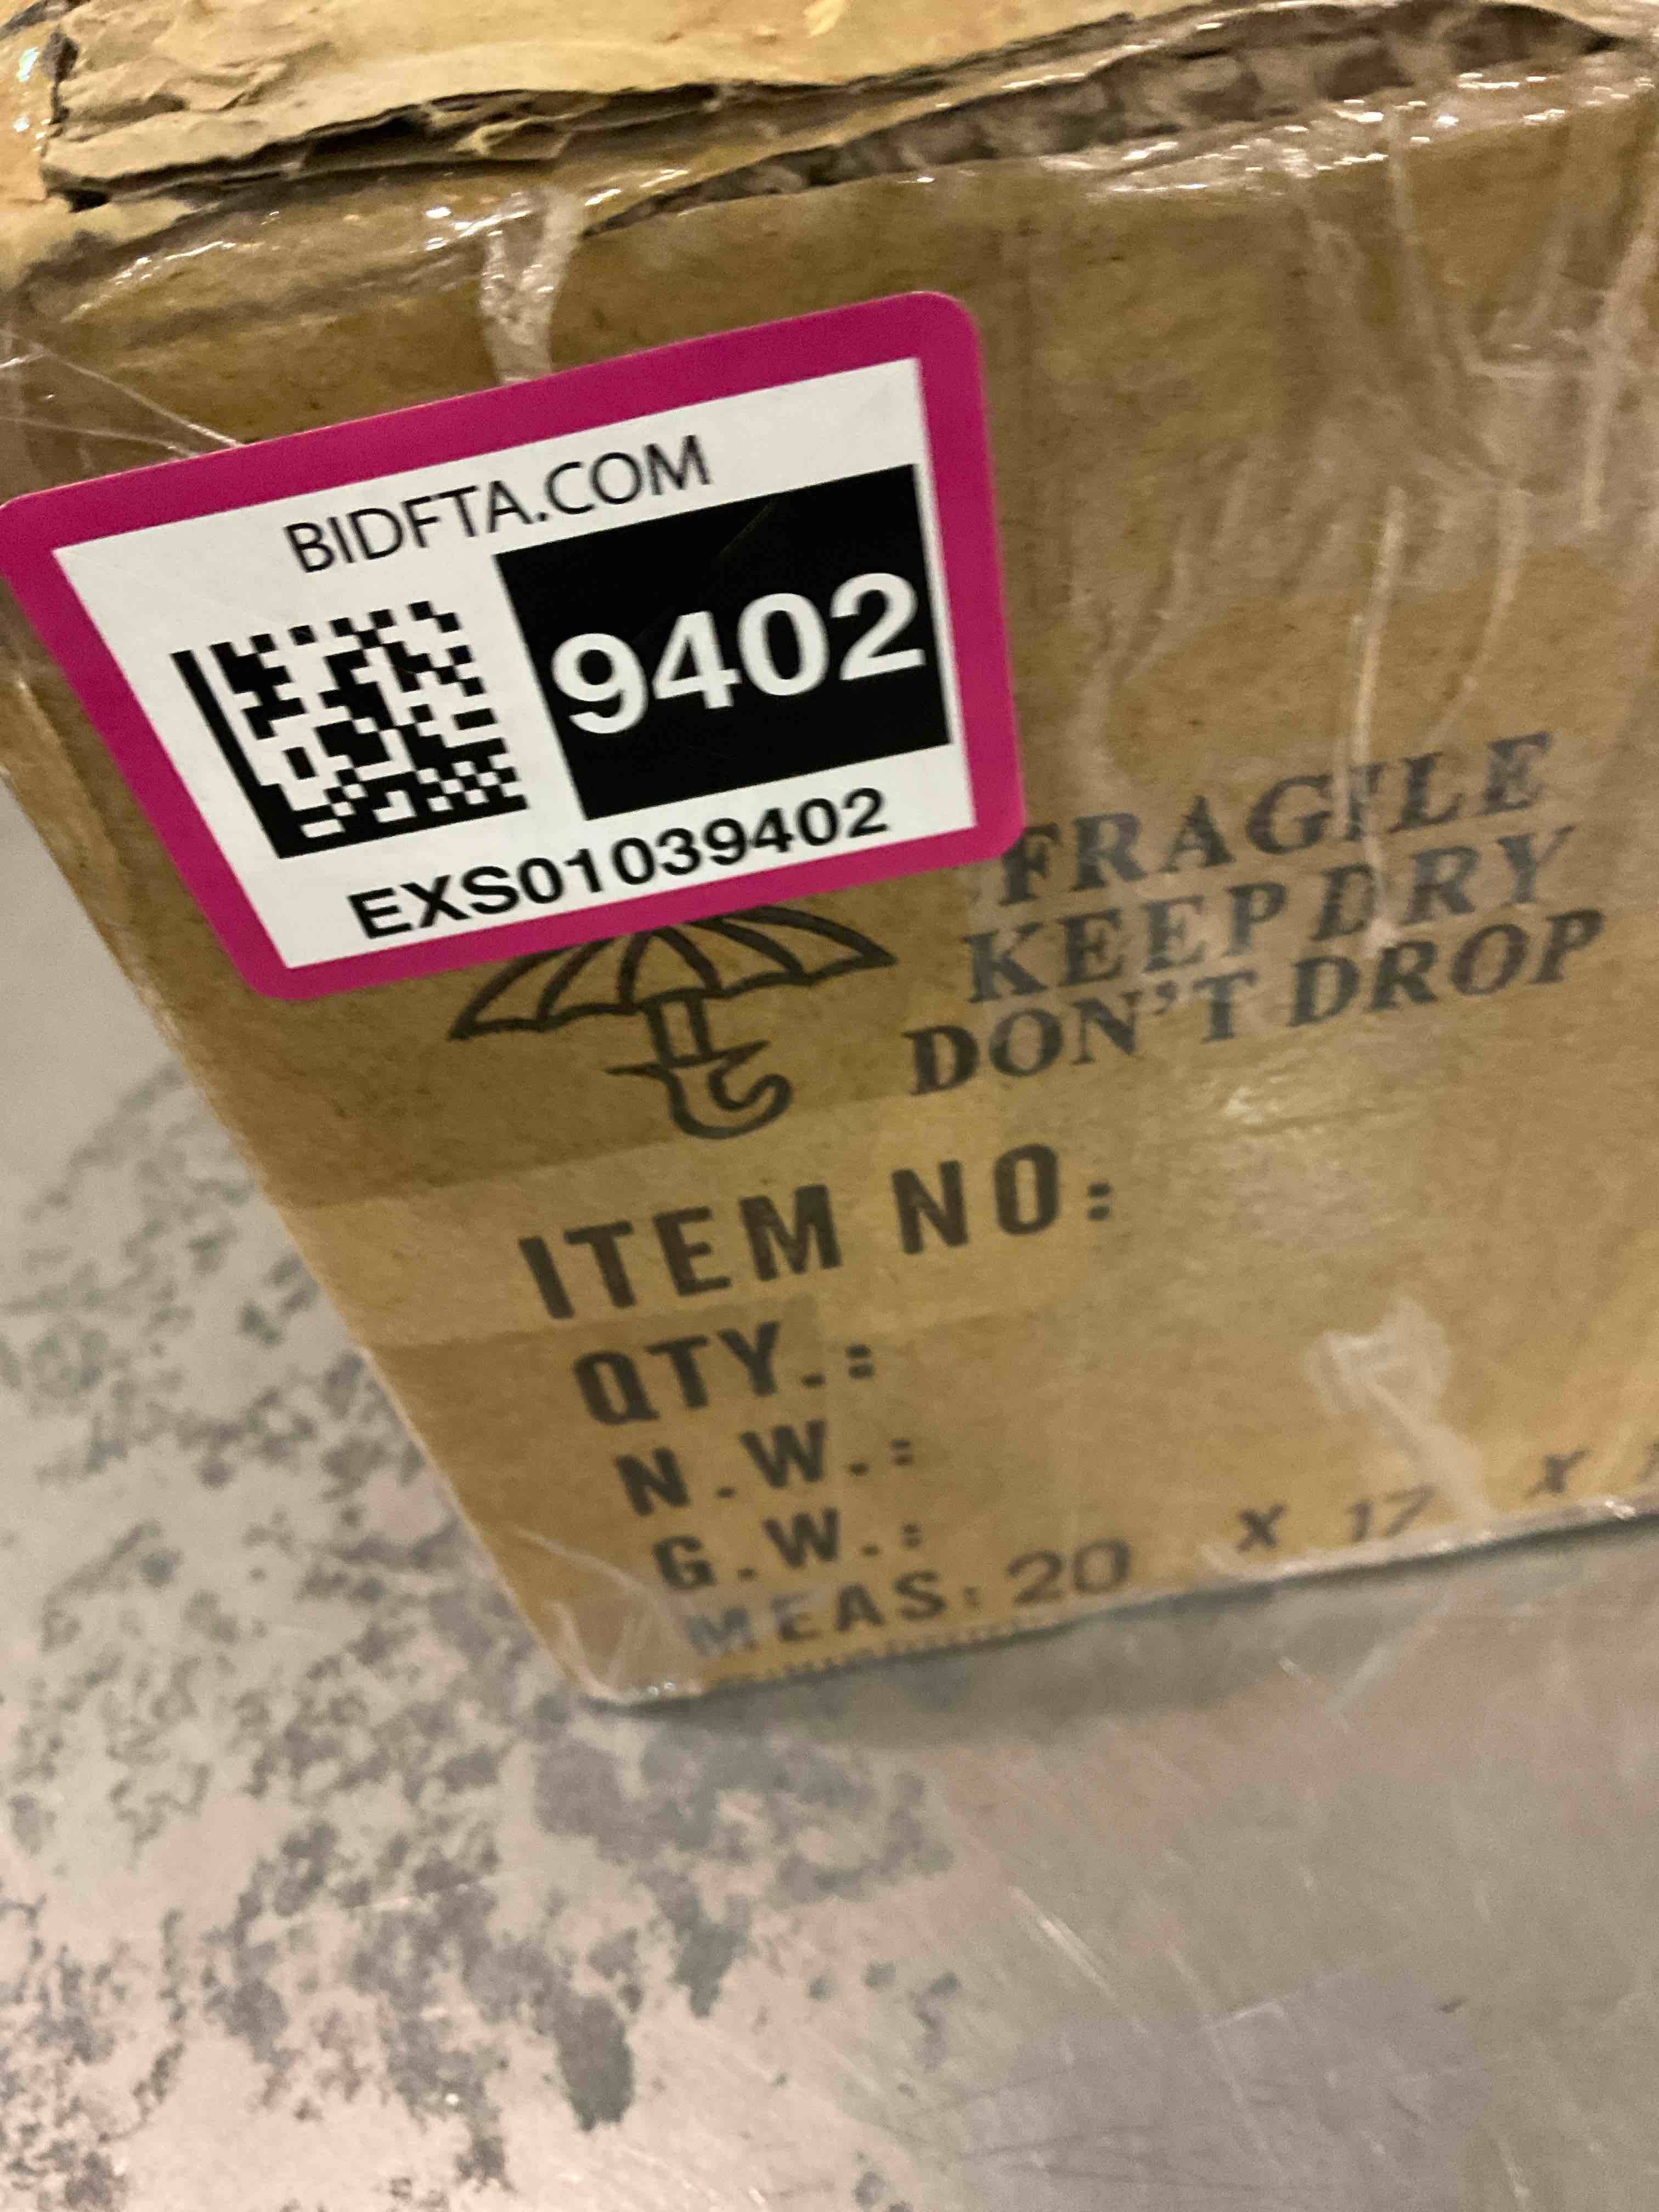 BIDFTA.COM
9402
EXS01039402
FRAGILE
KEEP DRY
DON'T DROP
ITEM NO:
QTY.:
N.W.:
G.W.:
MEAS: 20 X 17 X